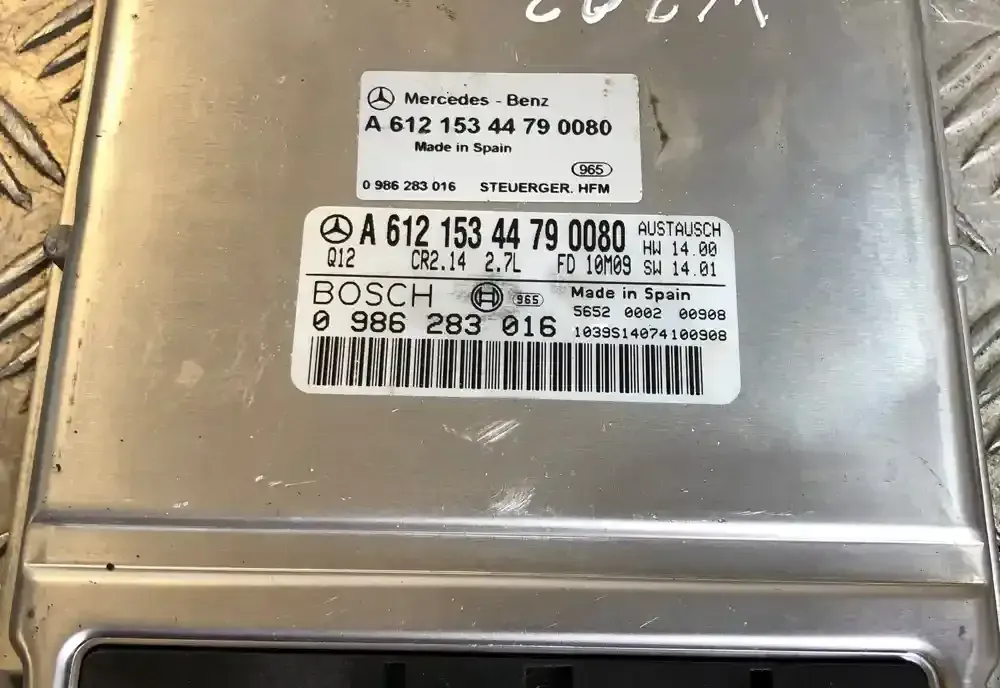 W202
Mercedes - Benz
A 612 153 44 79 0080
Made in Spain
965
0 986 283 016 STEUERGER. HFM
A 612 153 44 79 0080 AUSTAUSCH
HW 14.00
Q12 CR2.14 2.7L FD 10M09 SW 14.01
BOSCH 965 Made in Spain
5652 0002 00908
0 986 283 016 1039S14074100908